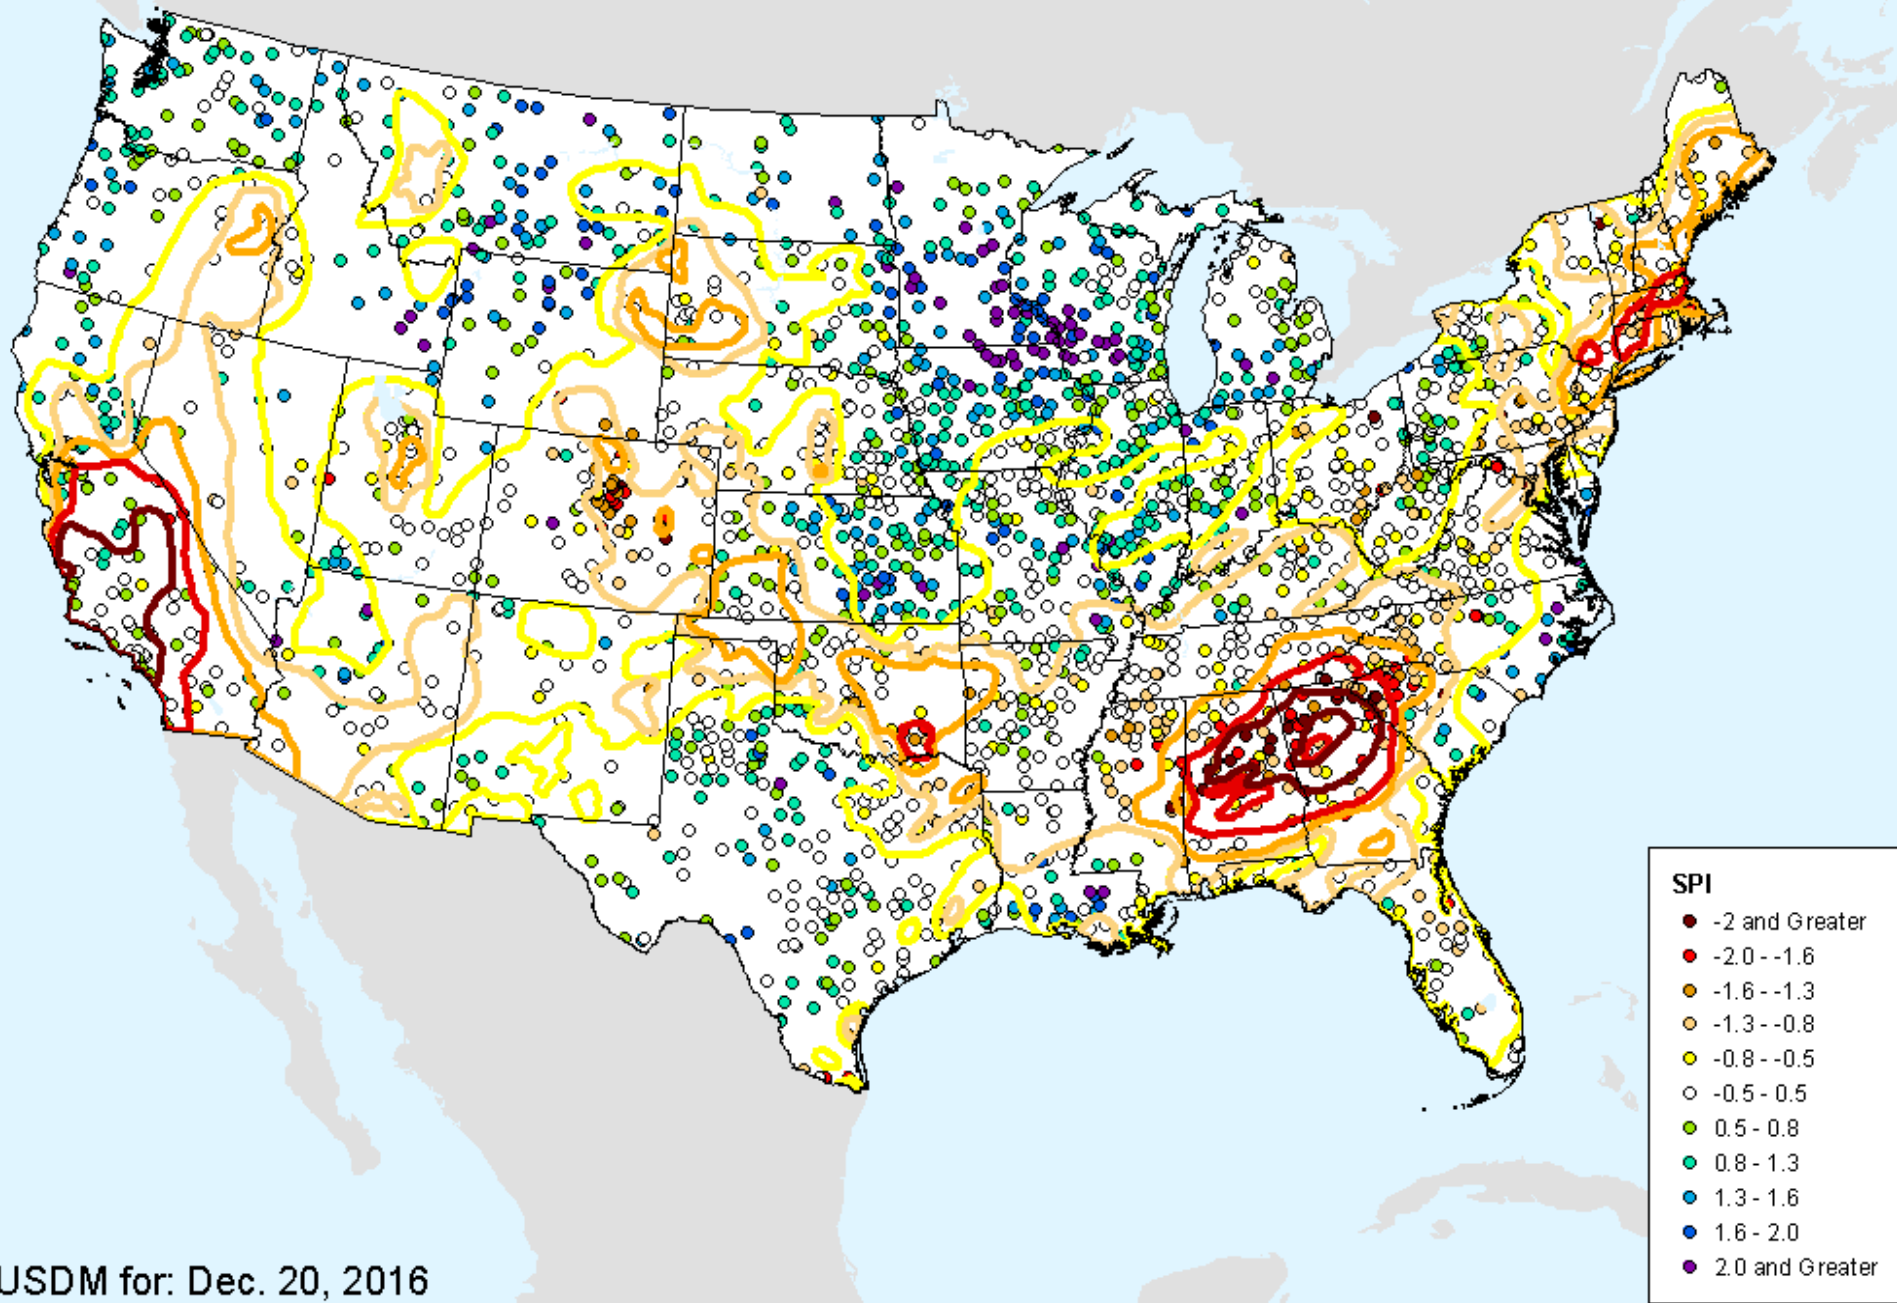 SPI
-2 and Greater
-2.0 - -1.6
-1.6 - -1.3
-1.3 - -0.8
-0.8 - -0.5
-0.5 - 0.5
0.5 - 0.8
0.8 - 1.3
1.3 - 1.6
1.6 - 2.0
2.0 and Greater
USDM for: Dec. 20, 2016